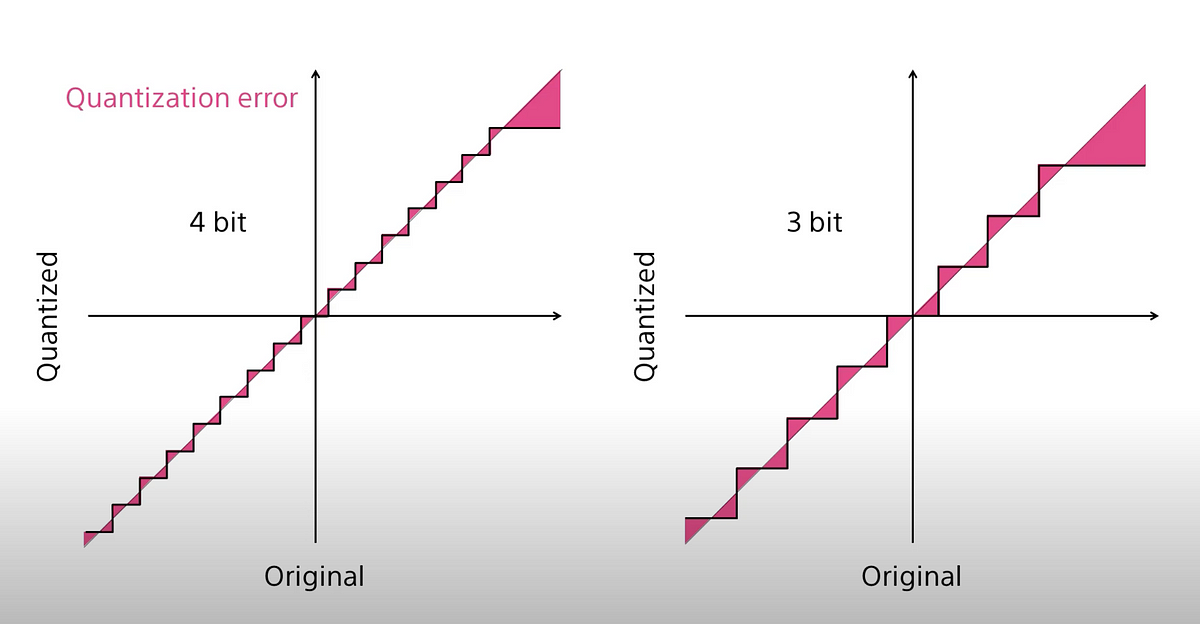 Quantization error
4 bit
Quantized
Original
3 bit
Quantized
Original